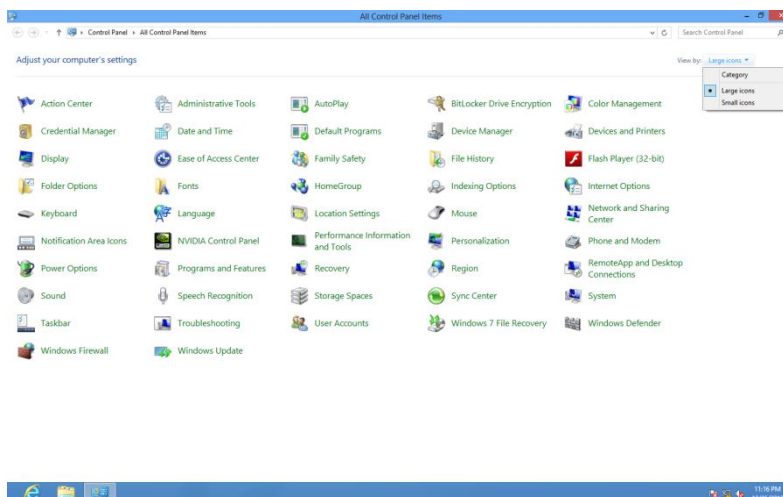 All Control Panel Items
Control Panel All Control Panel Items
Search Control Panel
Adjust your computer's settings
View by: Large icons
Category
Large icons
Small icons
Action Center
Administrative Tools
AutoPlay
BitLocker Drive Encryption
Color Management
Credential Manager
Date and Time
Default Programs
Device Manager
Devices and Printers
Display
Ease of Access Center
Family Safety
File History
Flash Player (32-bit)
Folder Options
Fonts
HomeGroup
Indexing Options
Internet Options
Keyboard
Language
Location Settings
Mouse
Network and Sharing
Center
Notification Area Icons
NVIDIA Control Panel
Performance Information
and Tools
Personalization
Phone and Modem
Power Options
Programs and Features
Recovery
Region
RemoteApp and Desktop
Connections
Sound
Speech Recognition
Storage Spaces
Sync Center
System
Taskbar
Troubleshooting
User Accounts
Windows 7 File Recovery
Windows Defender
Windows Firewall
Windows Update
11:16 PM